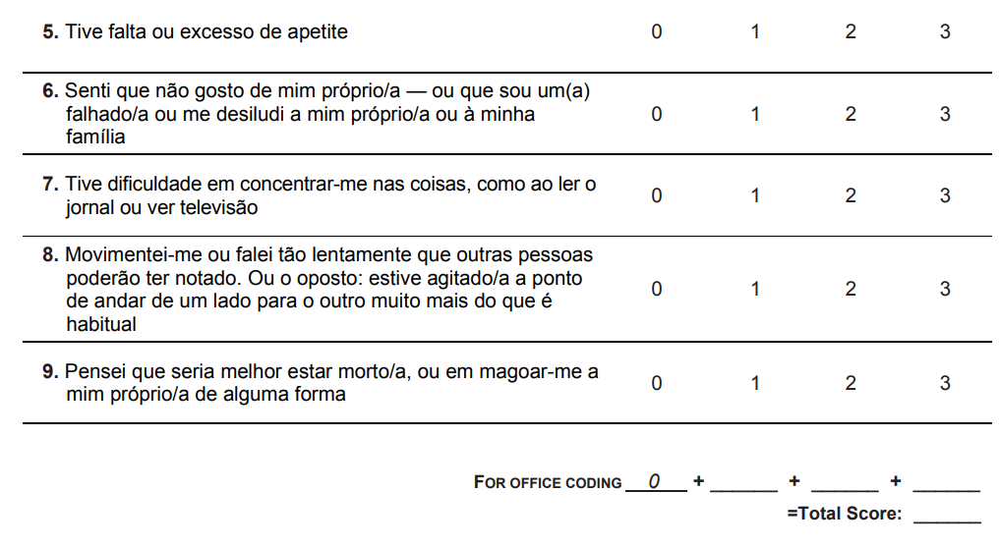 5. Tive falta ou excesso de apetite 0 1 2 3
6. Senti que não gosto de mim próprio/a — ou que sou um(a)
falhado/a ou me desiludi a mim próprio/a ou à minha 0 1 2 3
família
7. Tive dificuldade em concentrar-me nas coisas, como ao ler o
jornal ou ver televisão 0 1 2 3
8. Movimentei-me ou falei tão lentamente que outras pessoas
poderão ter notado. Ou o oposto: estive agitado/a a ponto
de andar de um lado para o outro muito mais do que é 0 1 2 3
habitual
9. Pensei que seria melhor estar morto/a, ou em magoar-me a
mim próprio/a de alguma forma 0 1 2 3
FOR OFFICE CODING __0__ + ______ + ______ + ______
=Total Score: ______